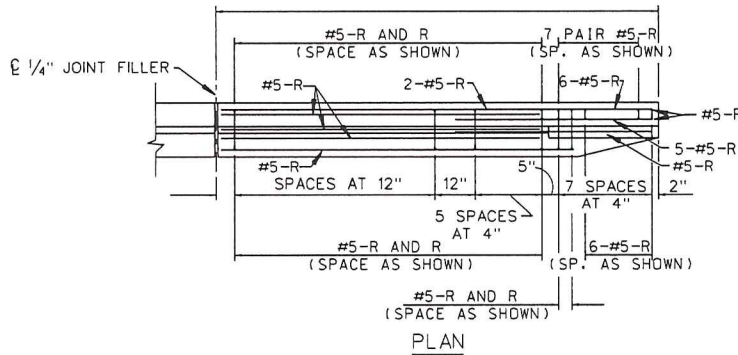 #5-R AND R
(SPACE AS SHOWN)
7 PAIR #5-R
(SP. AS SHOWN)
℄ 1/4" JOINT FILLER
#5-R
2-#5-R
6-#5-R
#5-R
5-#5-R
#5-R
#5-R
SPACES AT 12"
12"
5"
7 SPACES
AT 4"
2"
5 SPACES
AT 4"
#5-R AND R
(SPACE AS SHOWN)
6-#5-R
(SP. AS SHOWN)
#5-R AND R
(SPACE AS SHOWN)
PLAN